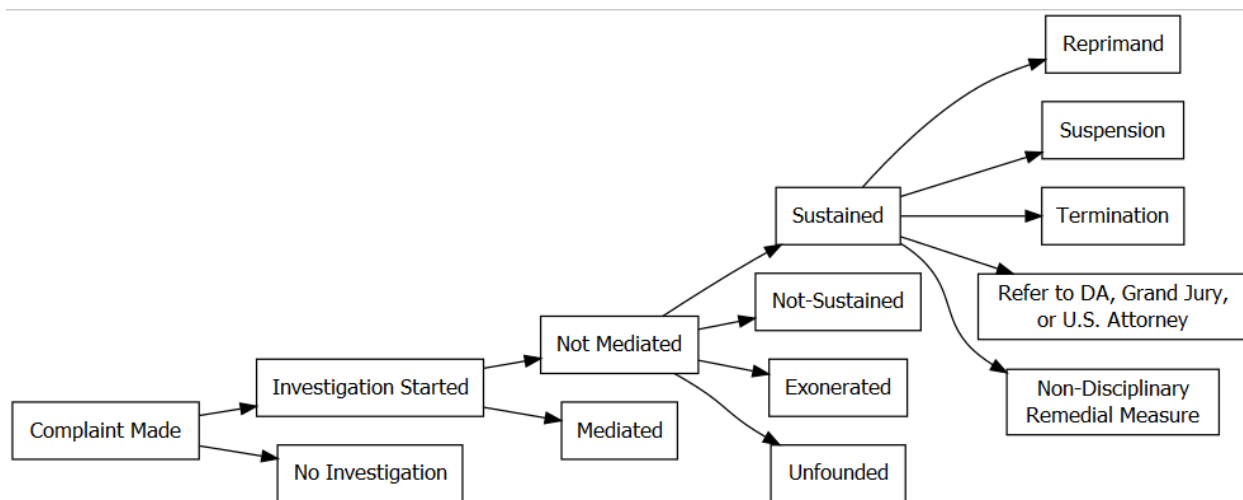 Reprimand
Suspension
Sustained
Termination
Not-Sustained
Refer to DA, Grand Jury,
or U.S. Attorney
Not Mediated
Investigation Started
Exonerated
Non-Disciplinary
Remedial Measure
Complaint Made
Mediated
No Investigation
Unfounded